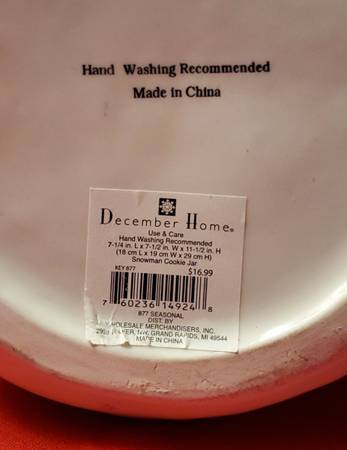 Hand Washing Recommended
Made in China
December Home®
Use & Care
Hand Washing Recommended
7-1/4 in. L x 7-1/2 in. W x 11-1/2 in. H
(18 cm L x 19 cm W x 29 cm H)
Snowman Cookie Jar
KEY 877 $16.99
7 60236 14924 8
877 SEASONAL
DIST. BY
WHOLESALE MERCHANDISERS, INC.
NW, GRAND RAPIDS, MI 49544
MADE IN CHINA